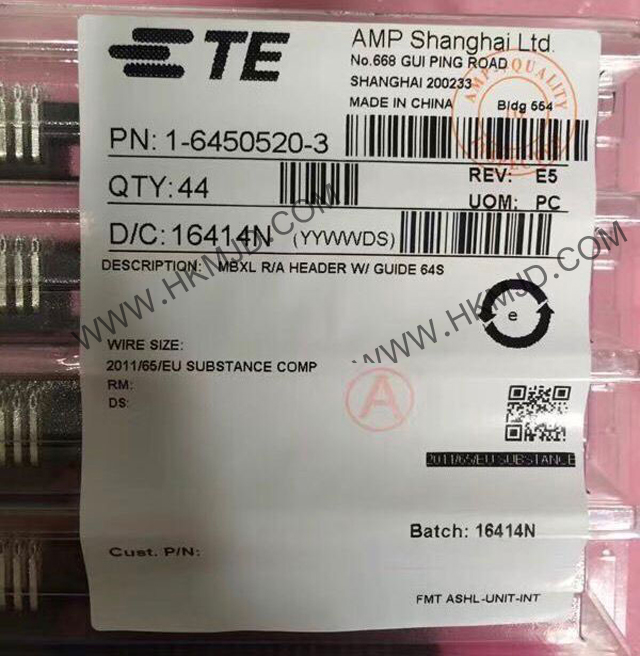 TE
AMP Shanghai Ltd.
No.668 GUI PING ROAD
SHANGHAI 200233
MADE IN CHINA Bldg 554
AMP QUALITY
PN: 1-6450520-3
QTY: 44
REV: E5
UOM: PC
D/C: 16414N (YYWWDS)
DESCRIPTION: MBXL R/A HEADER W/ GUIDE 64S
e
WIRE SIZE:
2011/65/EU SUBSTANCE COMP
RM:
DS:
A
2011/65/EU SUBSTANCE
Batch: 16414N
Cust. P/N:
FMT ASHL-UNIT-INT
WWW.HKMJD.COM
WWW.HKMJD.COM